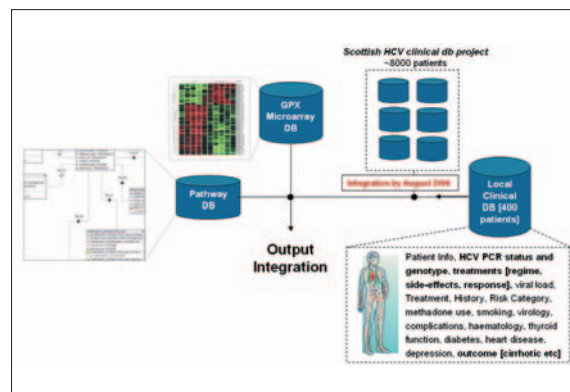 Scottish HCV clinical db project
~8000 patients
GPX
Microarray
DB
Pathway
DB
Integration by August 2006
Local
Clinical
DB [400
patients]
Output
Integration
Patient Info, HCV PCR status and
genotype, treatments [regime,
side-effects, response], viral load,
Treatment, History, Risk Category,
methadone use, smoking, virology,
complications, haematology, thyroid
function, diabetes, heart disease,
depression, outcome [cirrhotic etc]